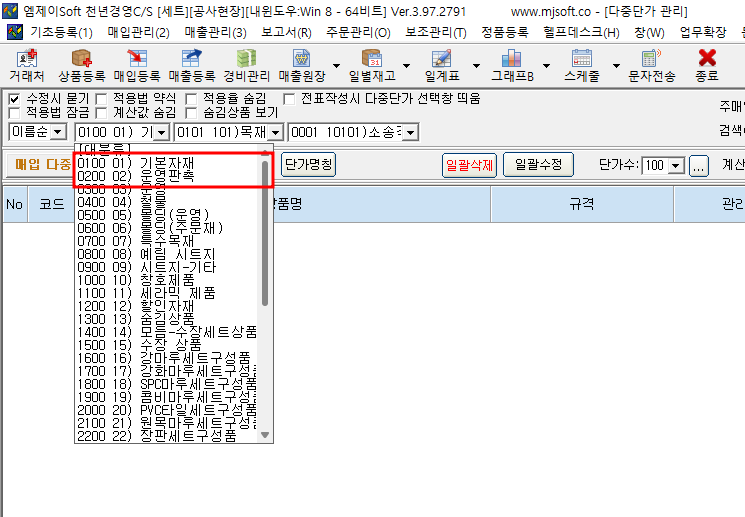 엠제이Soft 천년경영C/S [세트][공사현장][내윈도우:Win 8 - 64비트] Ver.3.97.2791 www.mjsoft.co - [다중단가 관리]
기초등록(1) 매입관리(2) 매출관리(3) 보고서(R) 주문관리(O) 보조관리(T) 정품등록 헬프데스크(H) 창(W) 업무확장
거래처 상품등록 매입등록 매출등록 경비관리 매출원장 일별재고 일계표 그래프B 스케줄 문자전송 종료
수정시 묻기 적용법 약식 적용율 숨김 전표작성시 다중단가 선택창 띄움
적용법 잠금 계산값 숨김 숨김상품 보기
주매
이름순 0100 01) 기 0101 101)목재 0001 10101)소송
검색
매입 다중
단가명칭 일괄삭제 일괄수정 단가수: 100 ... 계산
No 코드 상품명 규격 관리
[대분류]
0100 01) 기본자재
0200 02) 운영판촉
0300 03) 운영
0400 04) 철물
0500 05) 몰딩(운영)
0600 06) 몰딩(주문재)
0700 07) 특수목재
0800 08) 예림 시트지
0900 09) 시트지-기타
1000 10) 창호제품
1100 11) 세라믹 제품
1200 12) 할인자재
1300 13) 숨김상품
1400 14) 모음-수장세트상품
1500 15) 수장 상품
1600 16) 강마루세트구성품
1700 17) 강화마루세트구성품
1800 18) SPC마루세트구성품
1900 19) 콤비마루세트구성품
2000 20) PVC타일세트구성품
2100 21) 원목마루세트구성품
2200 22) 장판세트구성품